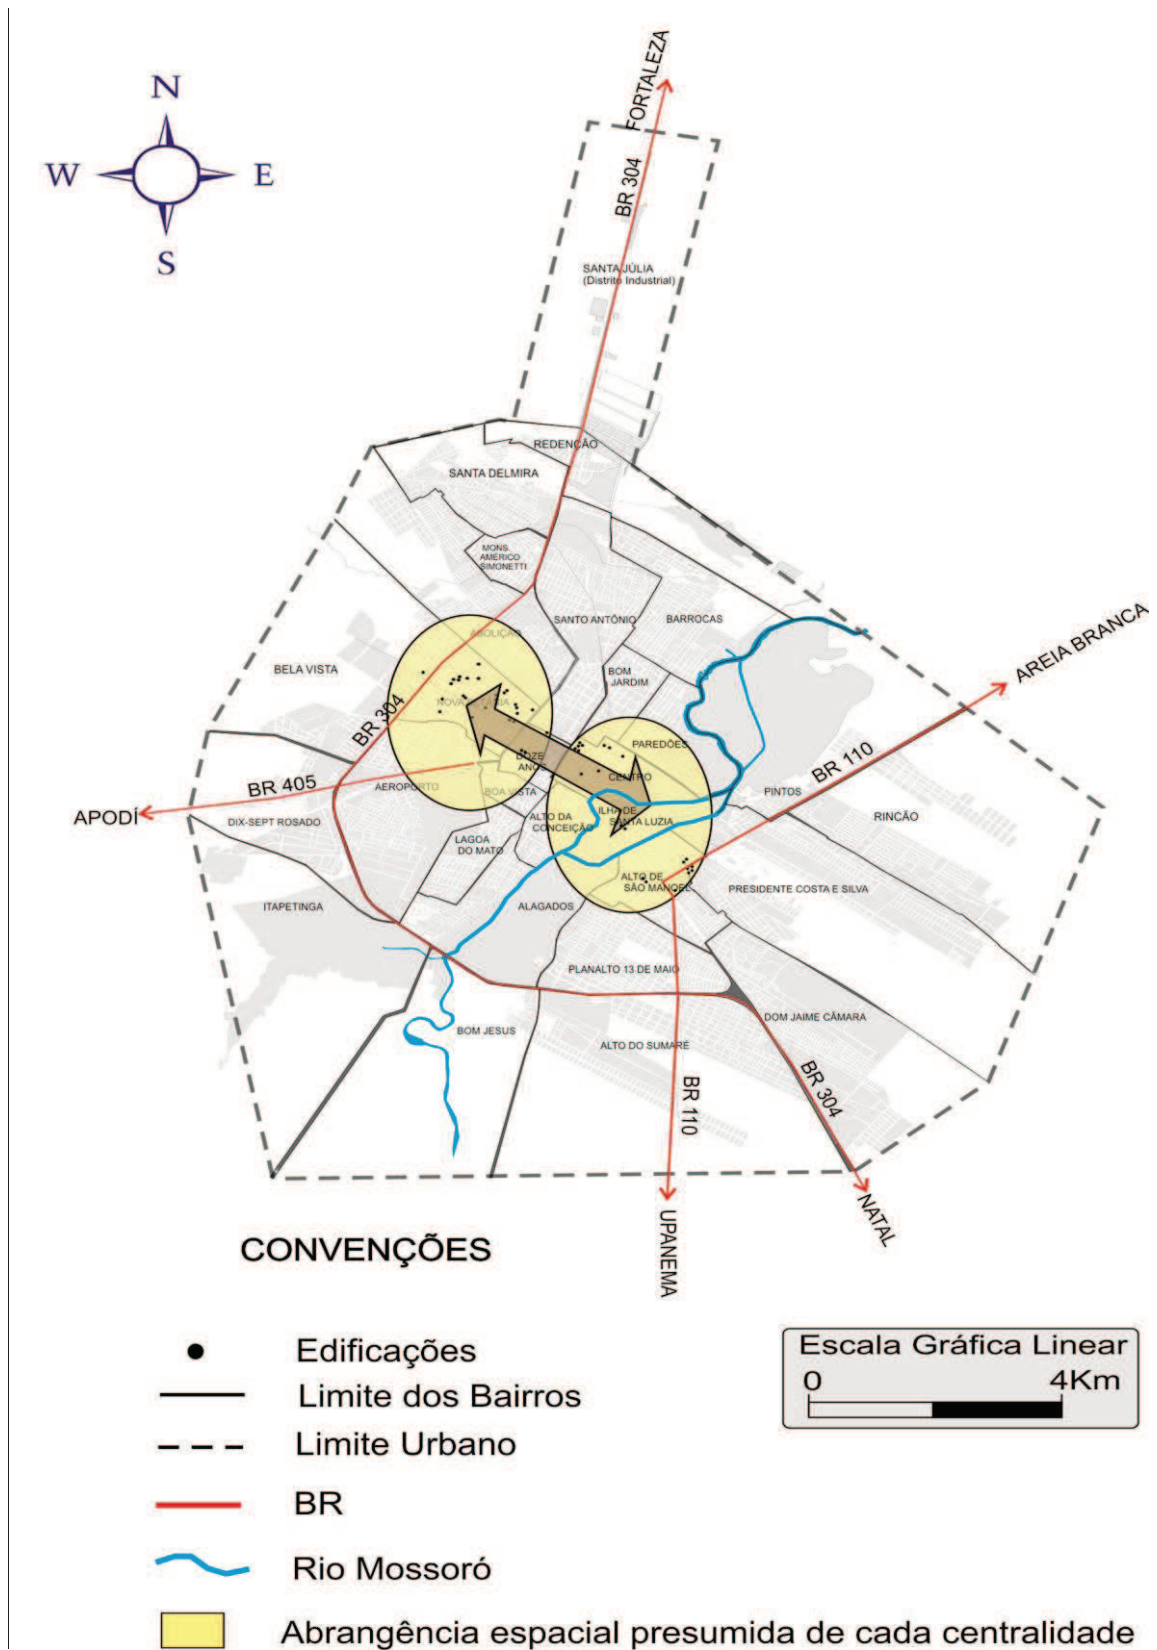 N
W E
S
FORTALEZA
BR 304
SANTA JÚLIA
(Distrito Industrial)
REDENÇÃO
SANTA DELMIRA
MONS.
AMÉRICO
SIMONETTI
SANTO ANTÔNIO
BARROCAS
ABOLIÇÃO
BELA VISTA
BOM
JARDIM
AREIA BRANCA
NOVA
BR 304
BR 110
PAREDÕES
DOZE
ANOS
CENTRO
BR 405
AEROPORTO
BOA VISTA
PINTOS
APODÍ
DIX-SEPT ROSADO
ALTO DA
CONCEIÇÃO
ILHA DE
SANTA LUZIA
RINCÃO
LAGOA
DO MATO
ALTO DE
SÃO MANOEL
PRESIDENTE COSTA E SILVA
ITAPETINGA
ALAGADOS
PLANALTO 13 DE MAIO
DOM JAIME CÂMARA
BOM JESUS
ALTO DO SUMARÉ
BR 110
BR 304
UPANEMA
NATAL
CONVENÇÕES
Edificações
Limite dos Bairros
Limite Urbano
BR
Rio Mossoró
Abrangência espacial presumida de cada centralidade
Escala Gráfica Linear
0 4Km